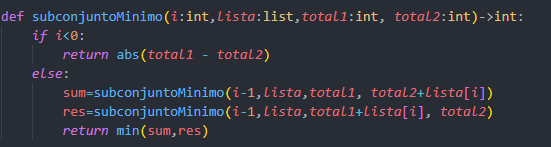 def subconjuntoMinimo(i:int,lista:list,total1:int, total2:int)->int:
    if i<0:
        return abs(total1 - total2)
    else:
        sum=subconjuntoMinimo(i-1,lista,total1, total2+lista[i])
        res=subconjuntoMinimo(i-1,lista,total1+lista[i], total2)
        return min(sum,res)